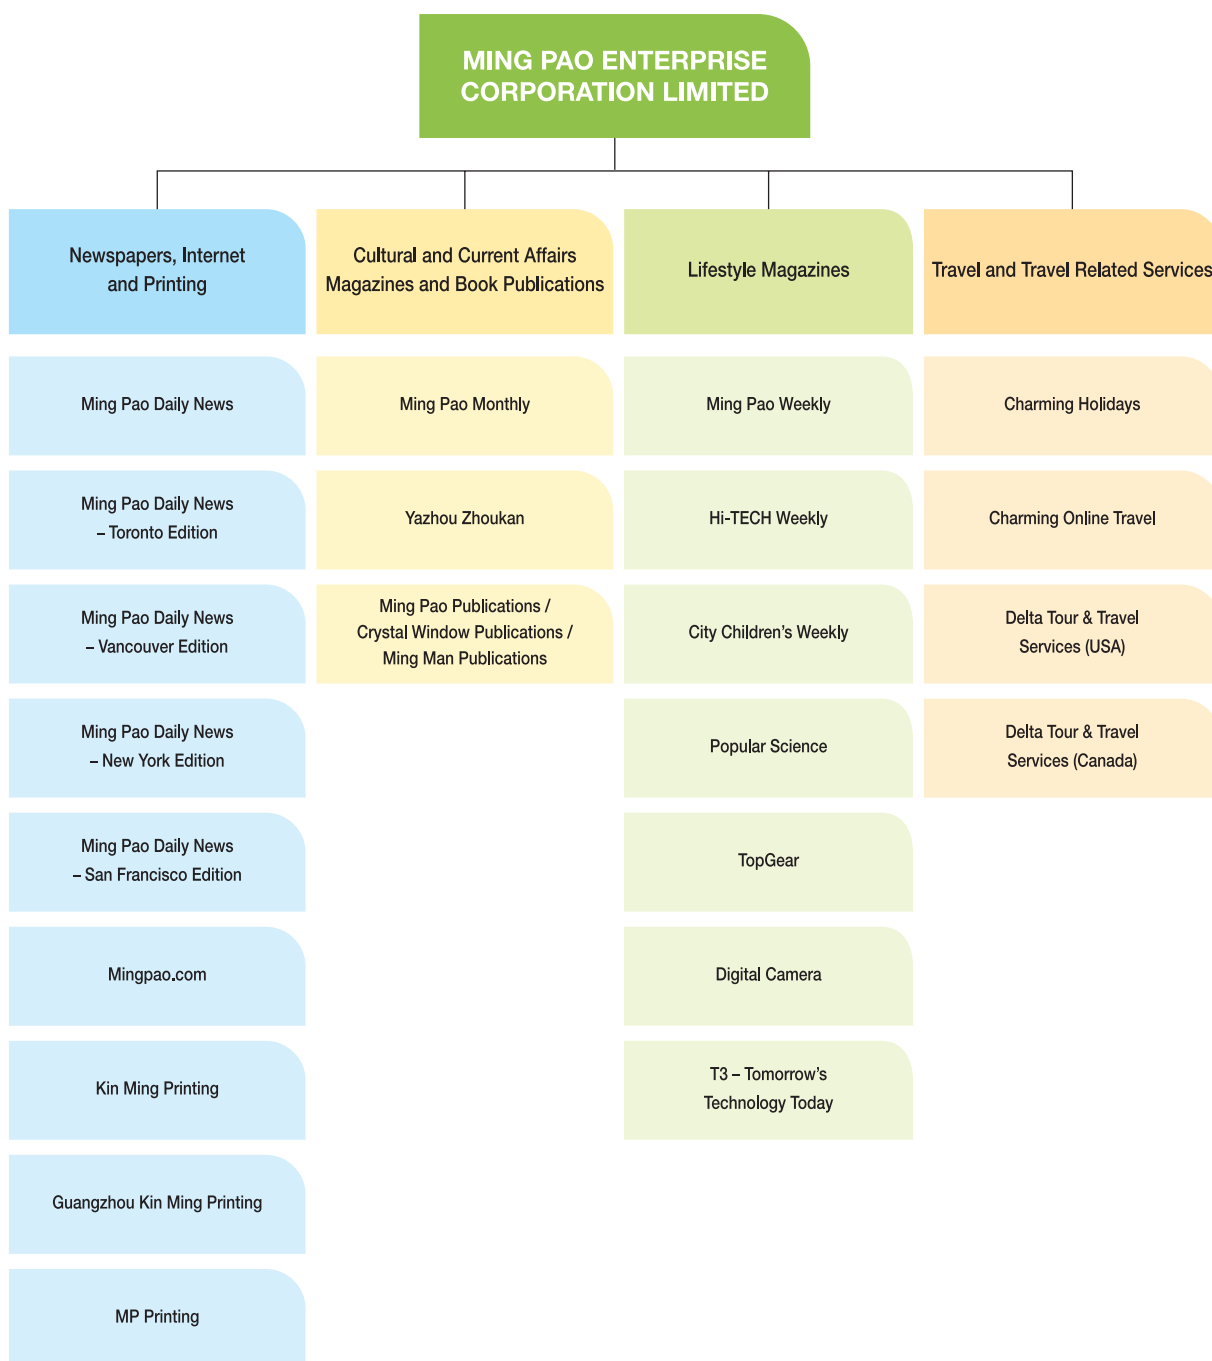 MING PAO ENTERPRISE
CORPORATION LIMITED
Newspapers, Internet
and Printing
Cultural and Current Affairs
Magazines and Book Publications
Lifestyle Magazines
Travel and Travel Related Services
Ming Pao Daily News
Ming Pao Daily News
– Toronto Edition
Ming Pao Daily News
– Vancouver Edition
Ming Pao Daily News
– New York Edition
Ming Pao Daily News
– San Francisco Edition
Mingpao.com
Kin Ming Printing
Guangzhou Kin Ming Printing
MP Printing
Ming Pao Monthly
Yazhou Zhoukan
Ming Pao Publications /
Crystal Window Publications /
Ming Man Publications
Ming Pao Weekly
Hi-TECH Weekly
City Children’s Weekly
Popular Science
TopGear
Digital Camera
T3 – Tomorrow’s
Technology Today
Charming Holidays
Charming Online Travel
Delta Tour & Travel
Services (USA)
Delta Tour & Travel
Services (Canada)